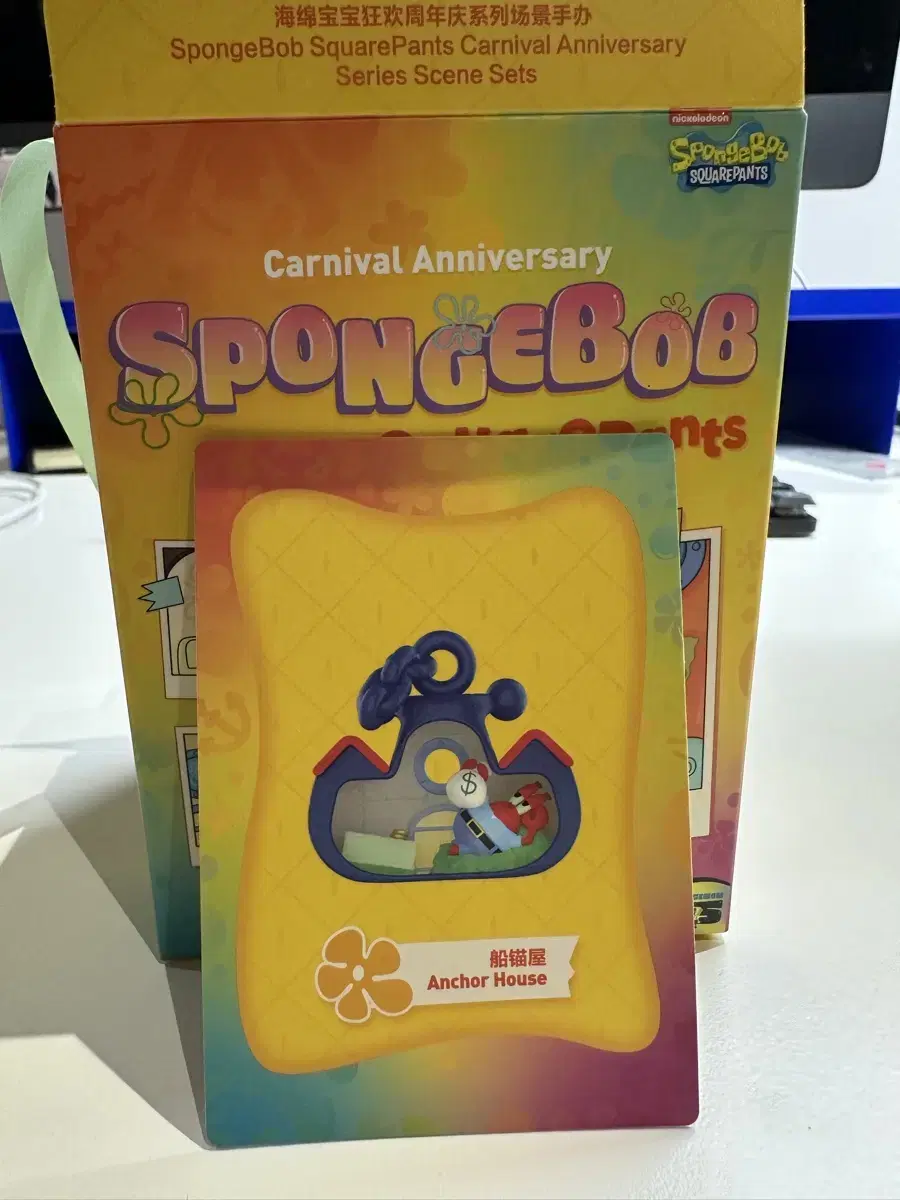 海绵宝宝狂欢周年庆系列场景手办
SpongeBob SquarePants Carnival Anniversary
Series Scene Sets
nickelodeon
SpongeBob
SQUAREPANTS
Carnival Anniversary
SPONGEBOB
$
船锚屋
Anchor House